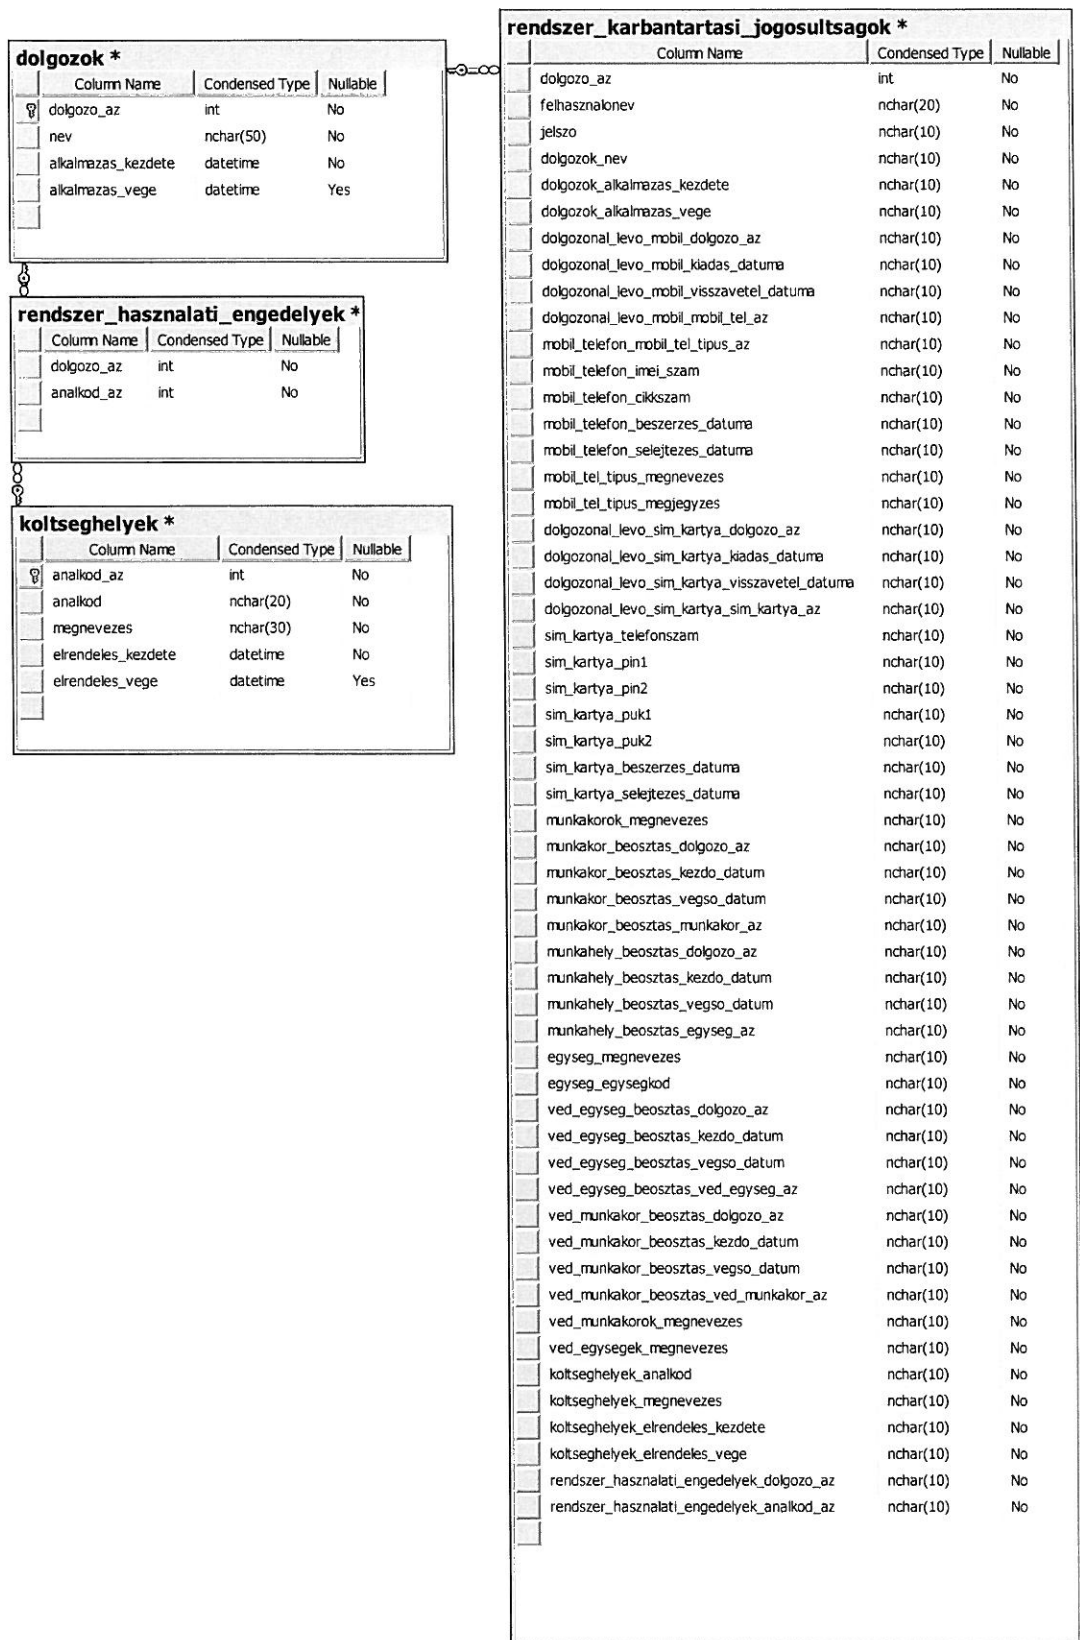 dolgozok *
Column Name Condensed Type Nullable
dolgozo_az int No
nev nchar(50) No
alkalmazas_kezdete datetime No
alkalmazas_vege datetime Yes
rendszer_hasznalati_engedelyek *
Column Name Condensed Type Nullable
dolgozo_az int No
analkod_az int No
koltseghelyek *
Column Name Condensed Type Nullable
analkod_az int No
analkod nchar(20) No
megnevezes nchar(30) No
elrendeles_kezdete datetime No
elrendeles_vege datetime Yes
rendszer_karbantartasi_jogosultsagok *
Column Name Condensed Type Nullable
dolgozo_az int No
felhasznalonev nchar(20) No
jelszo nchar(10) No
dolgozok_nev nchar(10) No
dolgozok_alkalmazas_kezdete nchar(10) No
dolgozok_alkalmazas_vege nchar(10) No
dolgozonal_levo_mobil_dolgozo_az nchar(10) No
dolgozonal_levo_mobil_kiadas_datuma nchar(10) No
dolgozonal_levo_mobil_visszavetel_datuma nchar(10) No
dolgozonal_levo_mobil_mobil_tel_az nchar(10) No
mobil_telefon_mobil_tel_tipus_az nchar(10) No
mobil_telefon_imei_szam nchar(10) No
mobil_telefon_cikkszam nchar(10) No
mobil_telefon_beszerzes_datuma nchar(10) No
mobil_telefon_selejtezes_datuma nchar(10) No
mobil_tel_tipus_megnevezes nchar(10) No
mobil_tel_tipus_megjegyzes nchar(10) No
dolgozonal_levo_sim_kartya_dolgozo_az nchar(10) No
dolgozonal_levo_sim_kartya_kiadas_datuma nchar(10) No
dolgozonal_levo_sim_kartya_visszavetel_datuma nchar(10) No
dolgozonal_levo_sim_kartya_sim_kartya_az nchar(10) No
sim_kartya_telefonszam nchar(10) No
sim_kartya_pin1 nchar(10) No
sim_kartya_pin2 nchar(10) No
sim_kartya_puk1 nchar(10) No
sim_kartya_puk2 nchar(10) No
sim_kartya_beszerzes_datuma nchar(10) No
sim_kartya_selejtezes_datuma nchar(10) No
munkakorok_megnevezes nchar(10) No
munkakor_beosztas_dolgozo_az nchar(10) No
munkakor_beosztas_kezdo_datum nchar(10) No
munkakor_beosztas_vegso_datum nchar(10) No
munkakor_beosztas_munkakor_az nchar(10) No
munkahely_beosztas_dolgozo_az nchar(10) No
munkahely_beosztas_kezdo_datum nchar(10) No
munkahely_beosztas_vegso_datum nchar(10) No
munkahely_beosztas_egyseg_az nchar(10) No
egyseg_megnevezes nchar(10) No
egyseg_egysegkod nchar(10) No
ved_egyseg_beosztas_dolgozo_az nchar(10) No
ved_egyseg_beosztas_kezdo_datum nchar(10) No
ved_egyseg_beosztas_vegso_datum nchar(10) No
ved_egyseg_beosztas_ved_egyseg_az nchar(10) No
ved_munkakor_beosztas_dolgozo_az nchar(10) No
ved_munkakor_beosztas_kezdo_datum nchar(10) No
ved_munkakor_beosztas_vegso_datum nchar(10) No
ved_munkakor_beosztas_ved_munkakor_az nchar(10) No
ved_munkakorok_megnevezes nchar(10) No
ved_egysegek_megnevezes nchar(10) No
koltseghelyek_analkod nchar(10) No
koltseghelyek_megnevezes nchar(10) No
koltseghelyek_elrendeles_kezdete nchar(10) No
koltseghelyek_elrendeles_vege nchar(10) No
rendszer_hasznalati_engedelyek_dolgozo_az nchar(10) No
rendszer_hasznalati_engedelyek_analkod_az nchar(10) No